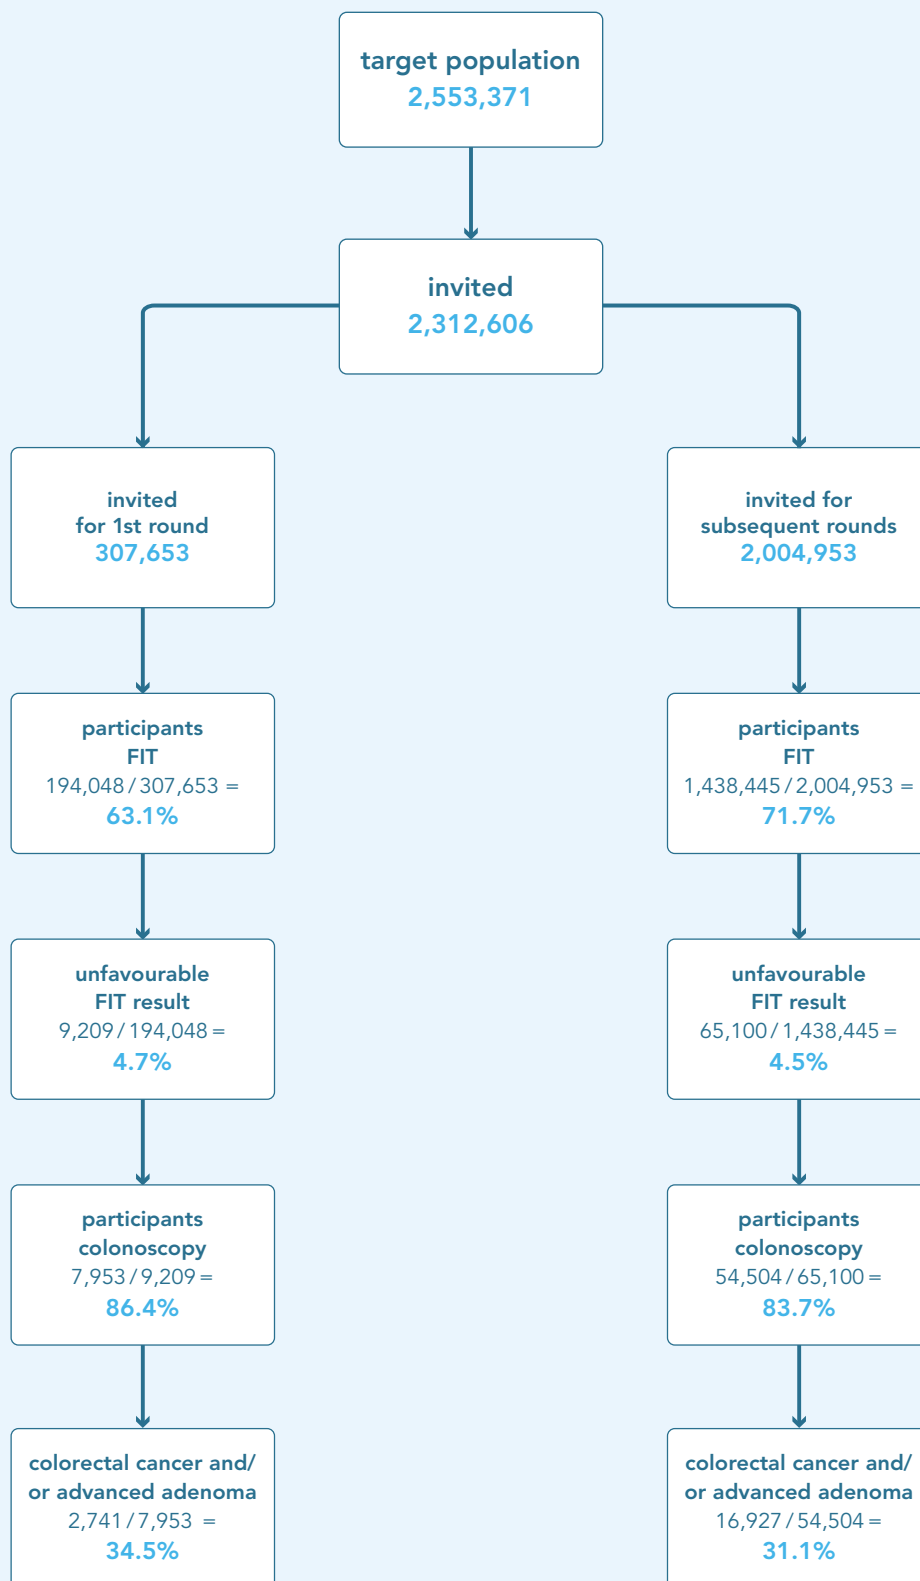 target population
2,553,371
invited
2,312,606
invited
for 1st round
307,653
participants
FIT
194,048 / 307,653 =
63.1%
unfavourable
FIT result
9,209 / 194,048 =
4.7%
participants
colonoscopy
7,953 / 9,209 =
86.4%
colorectal cancer and/
or advanced adenoma
2,741 / 7,953 =
34.5%
invited for
subsequent rounds
2,004,953
participants
FIT
1,438,445 / 2,004,953 =
71.7%
unfavourable
FIT result
65,100 / 1,438,445 =
4.5%
participants
colonoscopy
54,504 / 65,100 =
83.7%
colorectal cancer and/
or advanced adenoma
16,927 / 54,504 =
31.1%